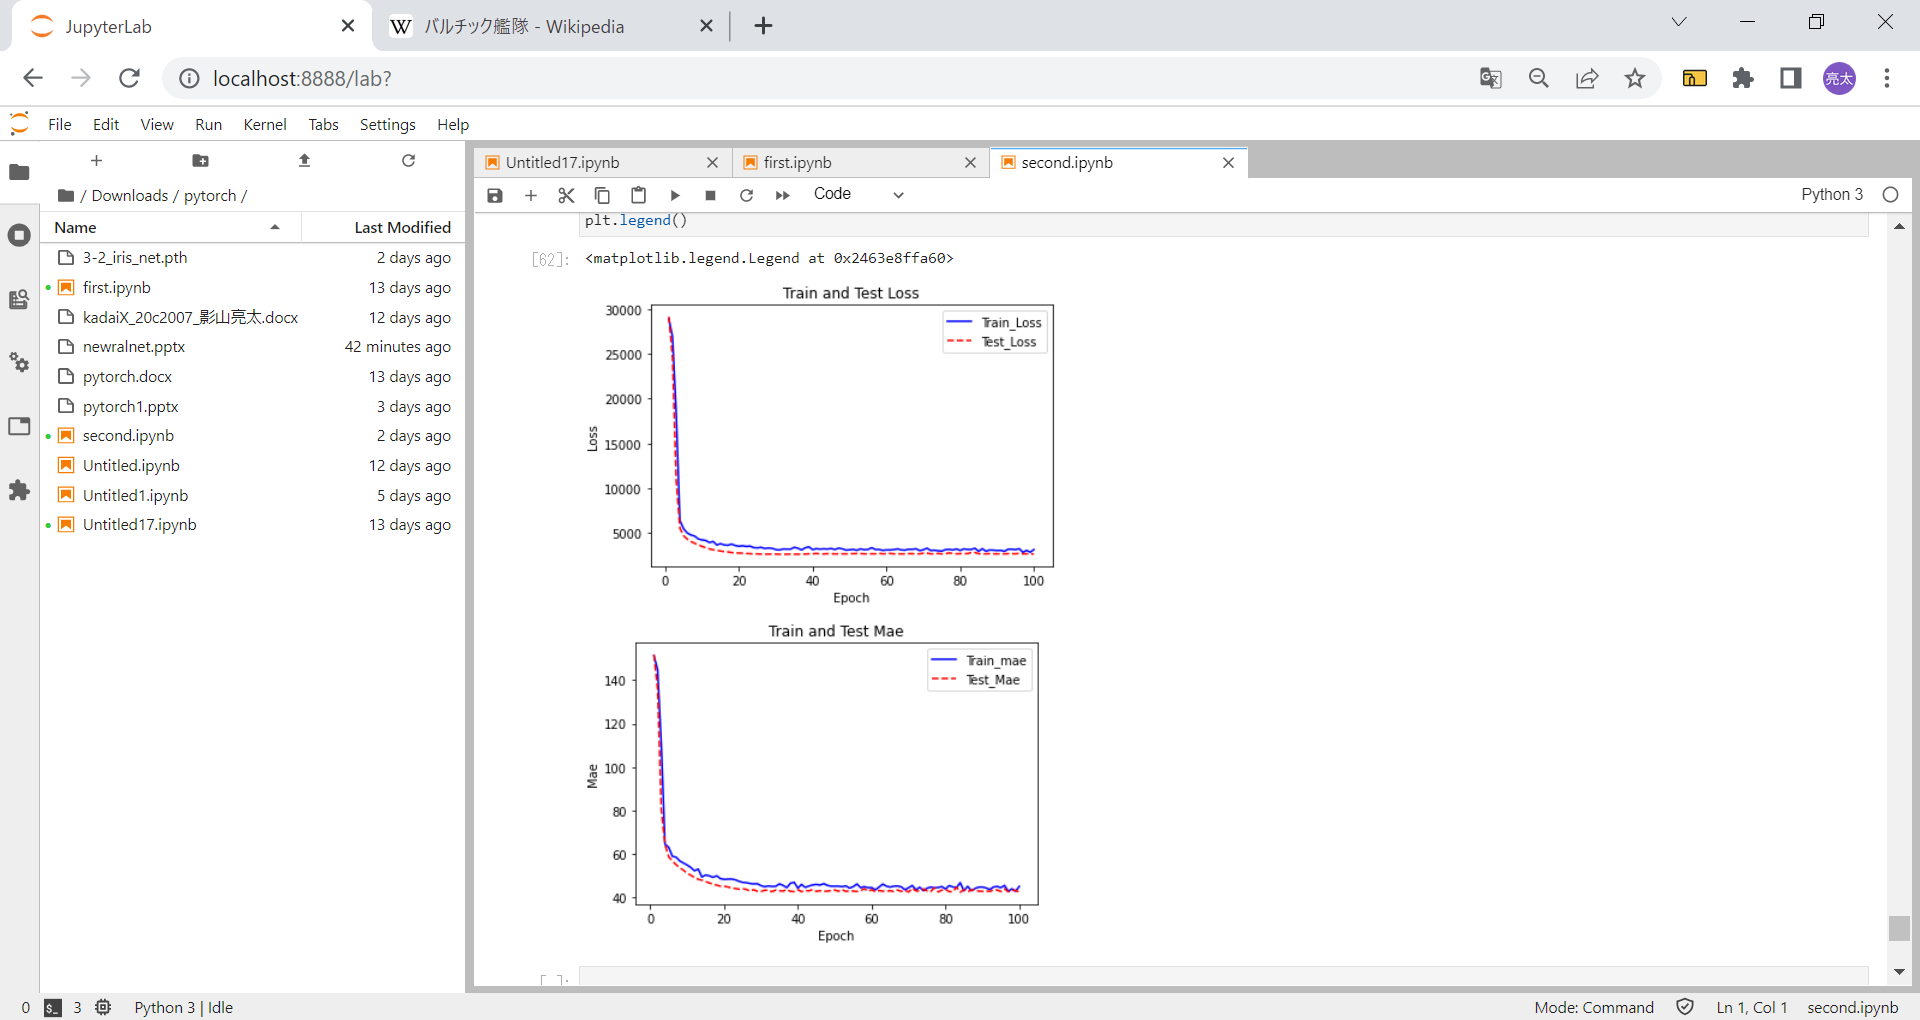 JupyterLab
W バルチック艦隊 - Wikipedia
localhost:8888/lab?
亮太
File Edit View Run Kernel Tabs Settings Help
/ Downloads / pytorch /
Name Last Modified
3-2_iris_net.pth 2 days ago
first.ipynb 13 days ago
kadaiX_20c2007_影山亮太.docx 12 days ago
newralnet.pptx 42 minutes ago
pytorch.docx 13 days ago
pytorch1.pptx 3 days ago
second.ipynb 2 days ago
Untitled.ipynb 12 days ago
Untitled1.ipynb 5 days ago
Untitled17.ipynb 13 days ago
Untitled17.ipynb first.ipynb second.ipynb
Code Python 3
plt.legend()
[62]: <matplotlib.legend.Legend at 0x2463e8ffa60>
Train and Test Loss
30000
25000
20000
15000
10000
5000
Loss
Train_Loss
Test_Loss
0 20 40 60 80 100
Epoch
Train and Test Mae
140
120
100
80
60
40
Mae
Train_mae
Test_Mae
0 20 40 60 80 100
Epoch
[ ]:
0 $_ 3 Python 3 | Idle Mode: Command Ln 1, Col 1 second.ipynb